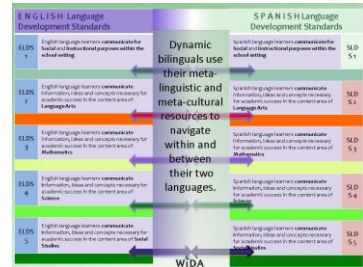 ENGLISH Language
Development Standards
ELDS
1
English language learners communicate for
Social and Instructional purposes within the
school setting
ELDS
2
English language learners communicate
information, ideas and concepts necessary for
academic success in the content area of
Language Arts
ELDS
3
English language learners communicate
information, ideas and concepts necessary for
academic success in the content area of
Mathematics
ELDS
4
English language learners communicate
information, ideas and concepts necessary for
academic success in the content area of
Science
ELDS
5
English language learners communicate
information, ideas and concepts necessary for
academic success in the content area of Social
Studies
Dynamic
bilinguals use
their meta-
linguistic and
meta-cultural
resources to
navigate
within and
between
their two
languages.
SPANISH Language
Development Standards
Spanish language learners communicate for
Social and Instructional purposes within the
school setting
SLD
S 1
Spanish language learners communicate
information, ideas and concepts necessary for
academic success in the content area of
Language Arts
SLD
S 2
Spanish language learners communicate
information, ideas and concepts necessary for
academic success in the content area of
Mathematics
SLD
S 3
Spanish language learners communicate
information, ideas and concepts necessary for
academic success in the content area of
Science
SLD
S 4
Spanish language learners communicate
information, ideas and concepts necessary
for academic success in the content area of
Social Studies
SLD
S 5
WIDA